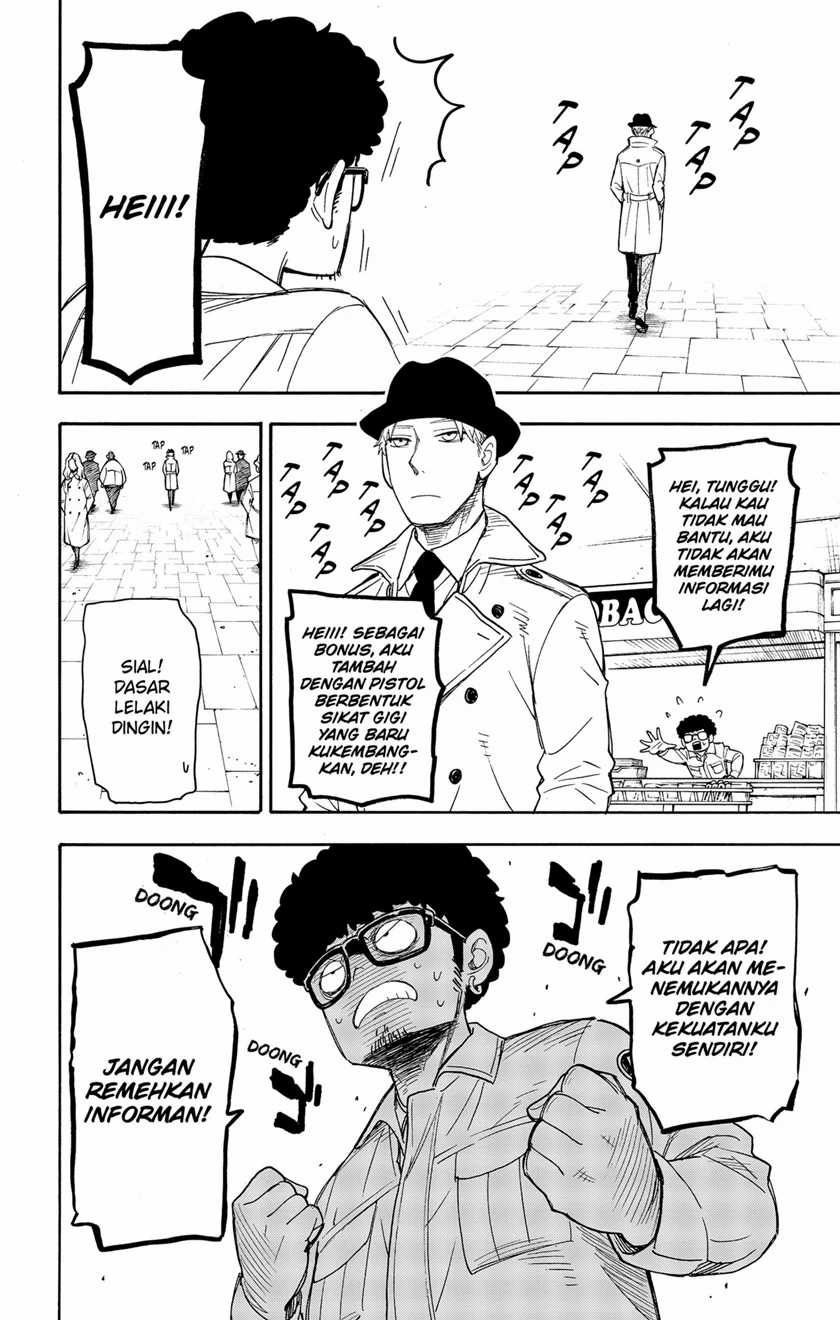 TAP
TAP
TAP
TAP
HEIII!
HEI, TUNGGU!
KALAU KAU
TIDAK MAU
BANTU, AKU
TIDAK AKAN
MEMBERIMU
INFORMASI
LAGI!
TAP
TAP
TAP
TAP
TAP
TAP
TAP
OBAC
HEIII! SEBAGAI
BONUS, AKU
TAMBAH
DENGAN PISTOL
BERBENTUK
SIKAT GIGI
YANG BARU
KUKEMBANG-
KAN, DEH!!
TAP
TAP
TAP
SIAL!
DASAR
LELAKI
DINGIN!
TIDAK APA!
AKU AKAN ME-
NEMUKANNYA
DENGAN
KEKUATANKU
SENDIRI!
DOONG
DOONG
DOONG
JANGAN
REMEHKAN
INFORMAN!